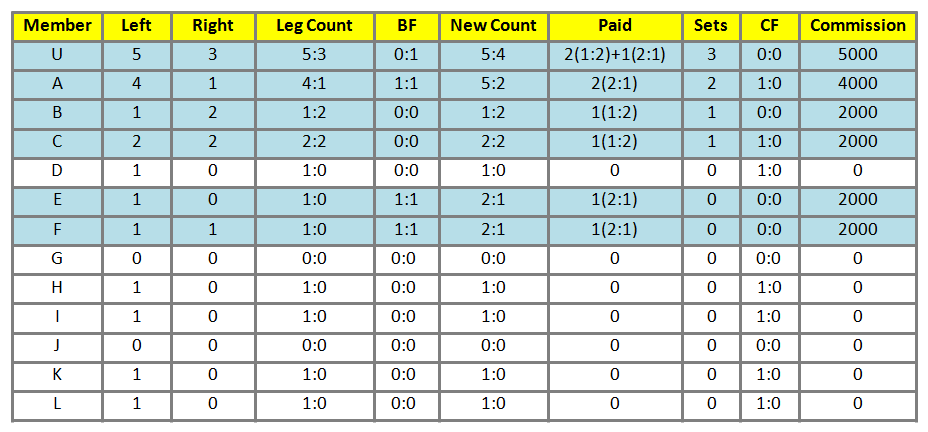 Member Left Right Leg Count BF New Count Paid Sets CF Commission
U 5 3 5:3 0:1 5:4 2(1:2)+1(2:1) 3 0:0 5000
A 4 1 4:1 1:1 5:2 2(2:1) 2 1:0 4000
B 1 2 1:2 0:0 1:2 1(1:2) 1 0:0 2000
C 2 2 2:2 0:0 2:2 1(1:2) 1 1:0 2000
D 1 0 1:0 0:0 1:0 0 0 1:0 0
E 1 0 1:0 1:1 2:1 1(2:1) 0 0:0 2000
F 1 1 1:0 1:1 2:1 1(2:1) 0 0:0 2000
G 0 0 0:0 0:0 0:0 0 0 0:0 0
H 1 0 1:0 0:0 1:0 0 0 1:0 0
I 1 0 1:0 0:0 1:0 0 0 1:0 0
J 0 0 0:0 0:0 0:0 0 0 0:0 0
K 1 0 1:0 0:0 1:0 0 0 1:0 0
L 1 0 1:0 0:0 1:0 0 0 1:0 0